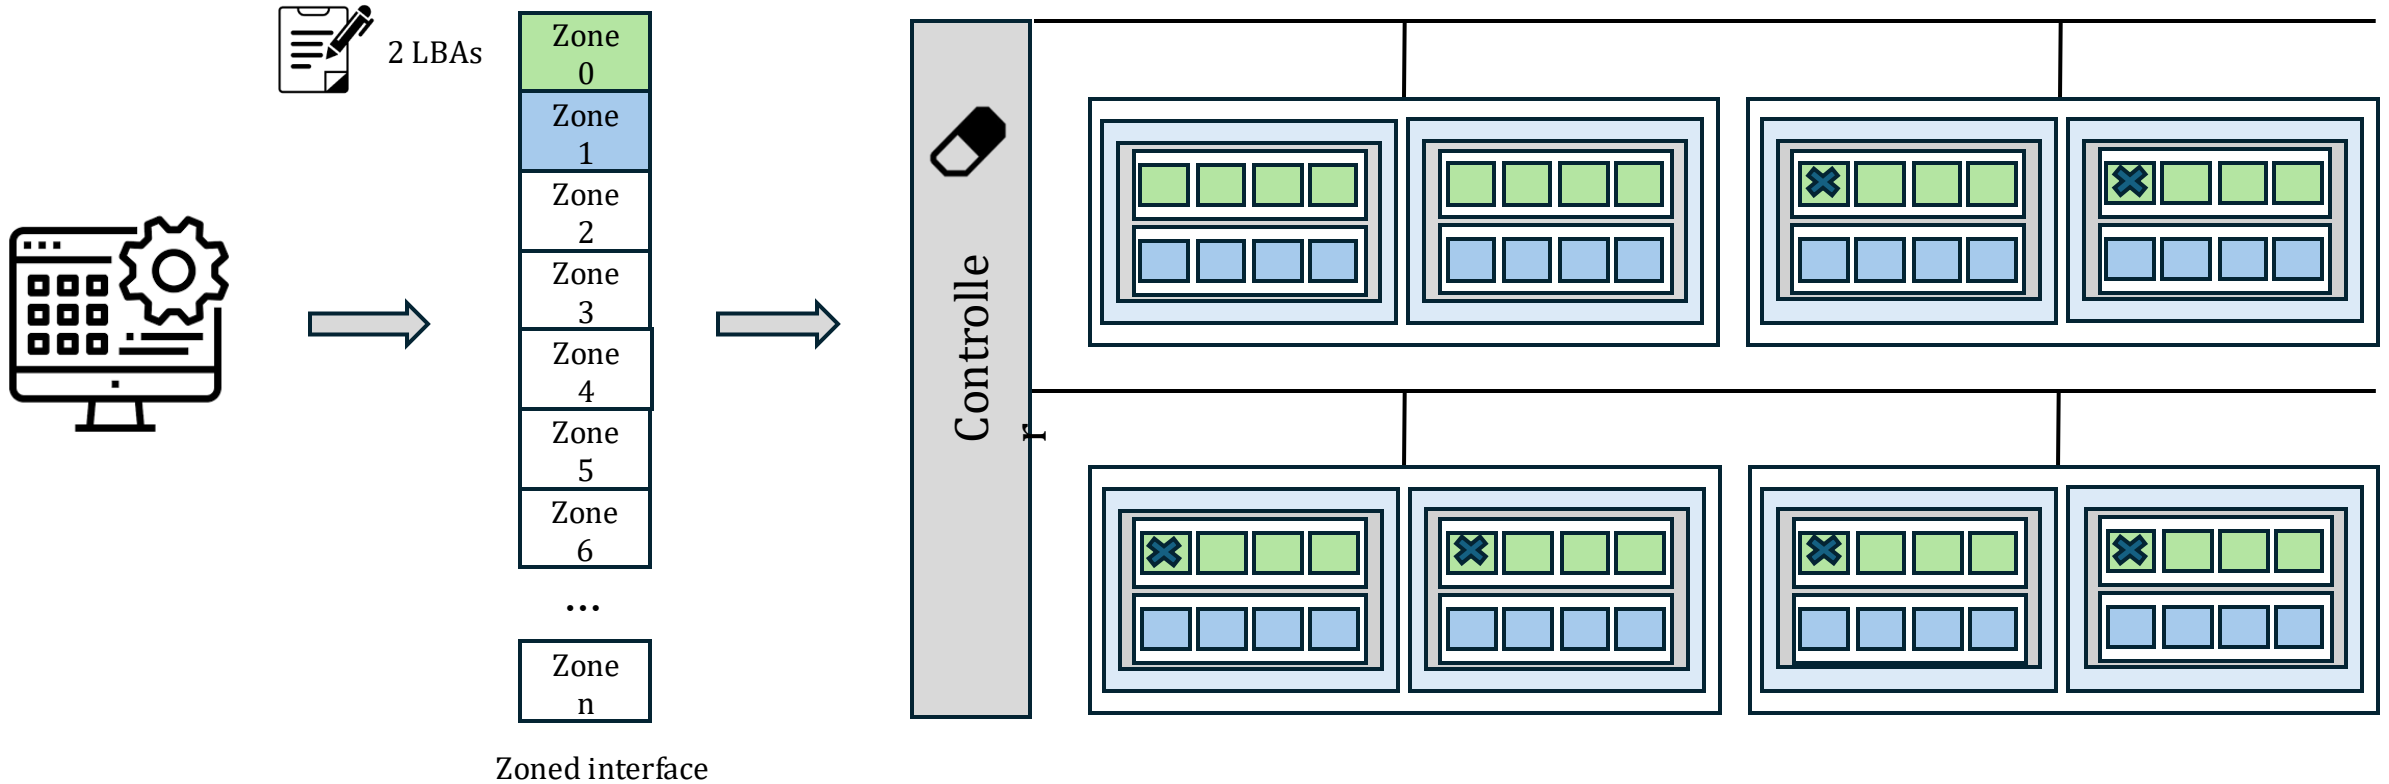 2 LBAs
Zone
0
Zone
1
Zone
2
Zone
3
Zone
4
Zone
5
Zone
6
...
Zone
n
Zoned interface
Controlle
r